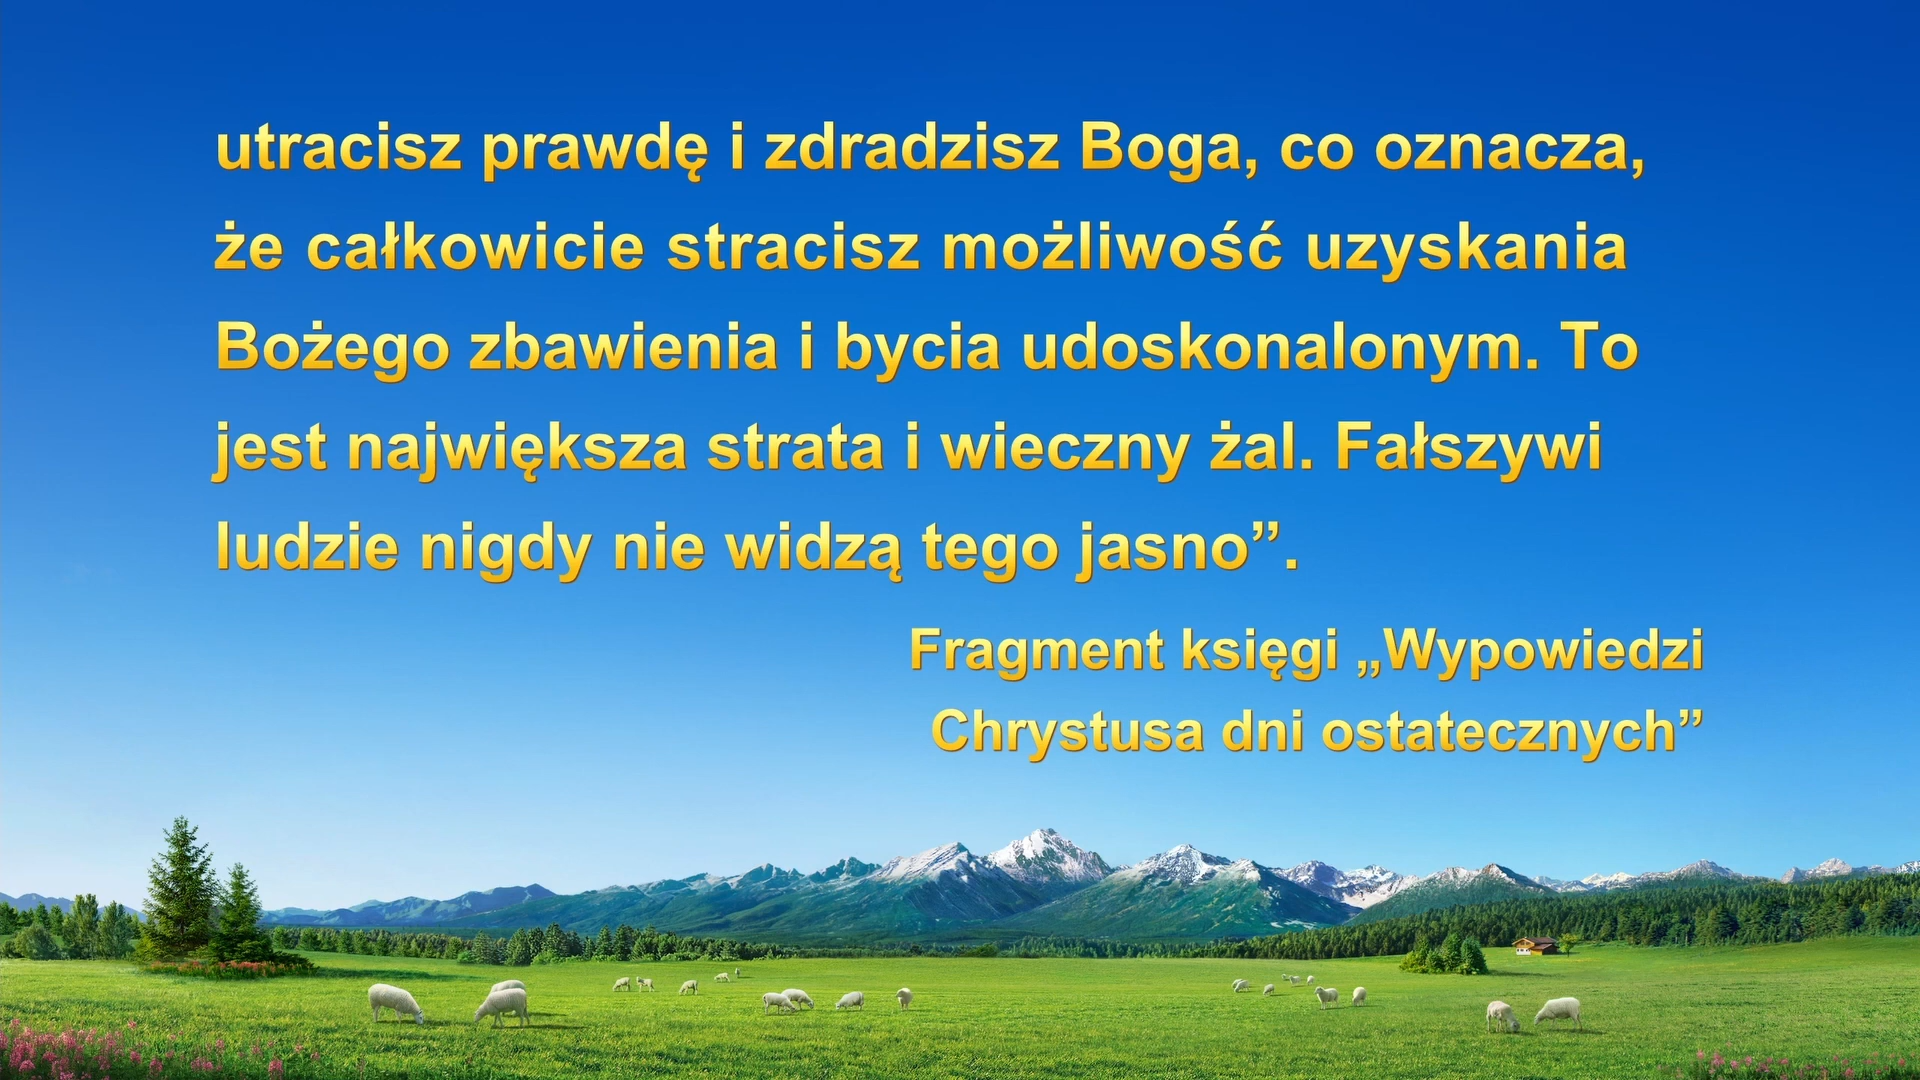 utracisz prawdę i zdradzisz Boga, co oznacza,
że całkowicie stracisz możliwość uzyskania
Bożego zbawienia i bycia udoskonalonym. To
jest największa strata i wieczny żal. Fałszywi
ludzie nigdy nie widzą tego jasno”.
Fragment księgi „Wypowiedzi
Chrystusa dni ostatecznych”